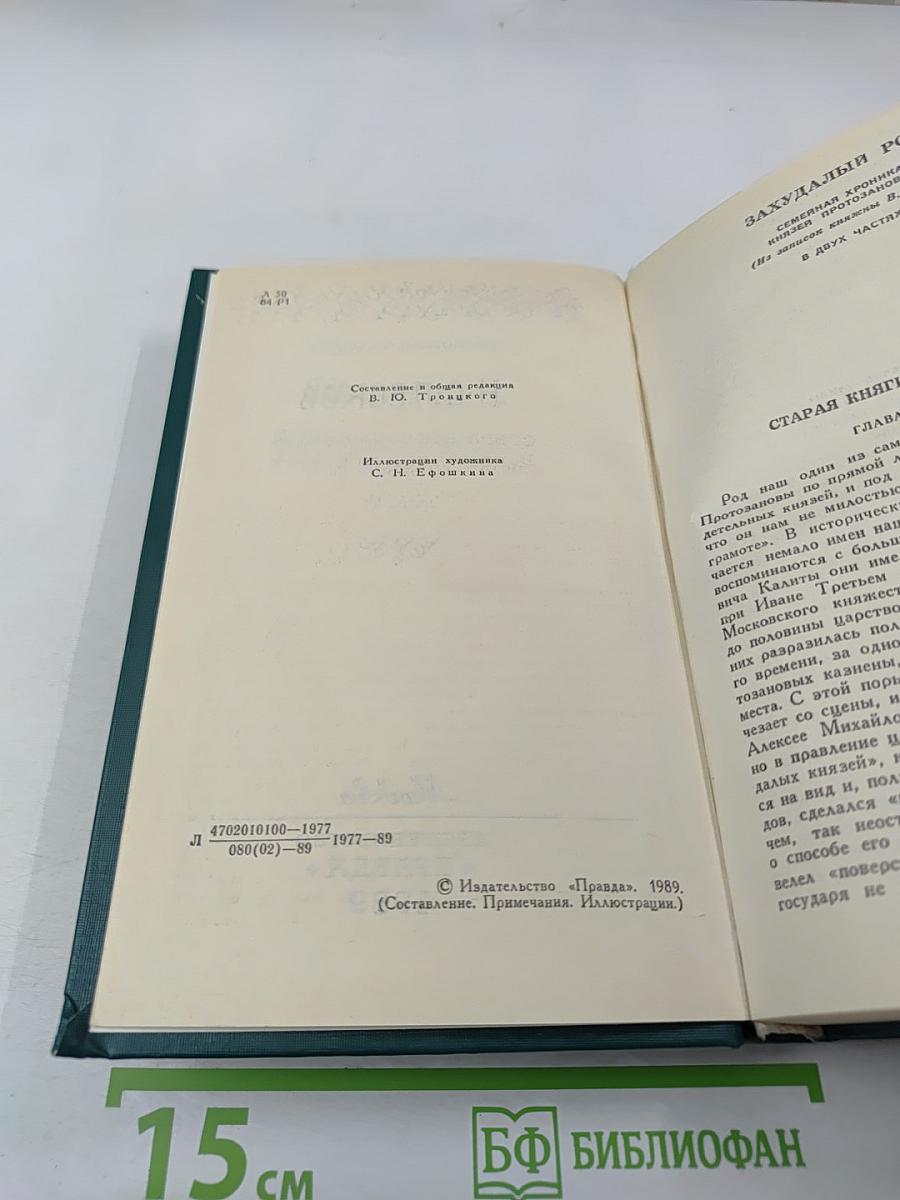 Л 50
84 Р1
Составление и общая редакция
В. Ю. Троицкого
Иллюстрации художника
С. Н. Ефошкина
Л 4702010100—1977
080(02)—89
1977—89
© Издательство «Правда». 1989.
(Составление. Примечания. Иллюстрации.)
ЗАХУДАЛЫЙ РО
СЕМЕЙНАЯ ХРОНИКА
КНЯЗЕЙ ПРОТОЗАНОВ
(Из записок княжны В.
В ДВУХ ЧАСТЯХ
СТАРАЯ КНЯГИ
ГЛАВА
Род наш один из сам
Протозановы по прямой л
детельных князей, и под
что он нам не милостью
грамоте». В исторически
чается немало имен наш
воспоминаются с больш
вича Калиты они име
при Иване Третьем
Московского княжест
до половины царство
них разразилась пол
го времени, за одно
тозановых казнены,
места. С этой поры
чезает со сцены, и
Алексее Михайло
но в правление ц
далых князей», н
ся на вид и, пол
дов, сделался «
чем, так неост
о способе его
велел «поверс
государя не
15 см
БФ БИБЛИОФАН